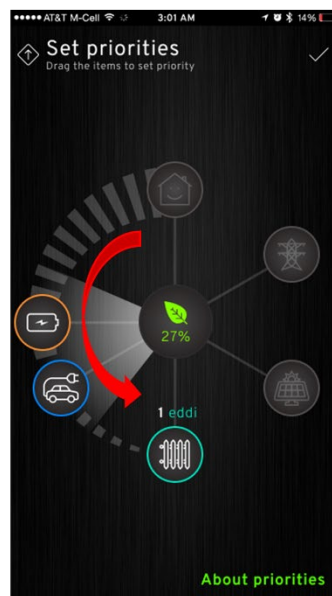 AT&T M-Cell 3:01 AM 14%
Set priorities
Drag the items to set priority
27%
1 eddi
About priorities